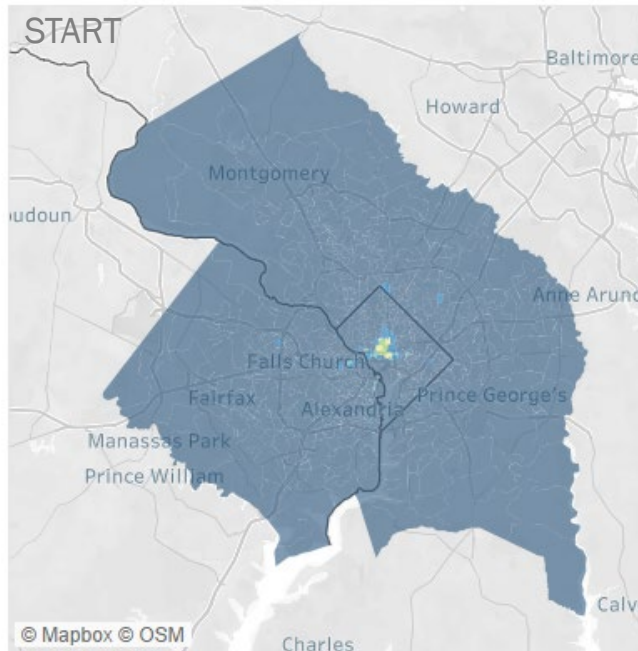 START
Baltimore
Howard
Montgomery
oudoun
Anne Arund
Falls Church
Fairfax
Prince George's
Alexandria
Manassas Park
Prince William
Calv
© Mapbox © OSM
Charles